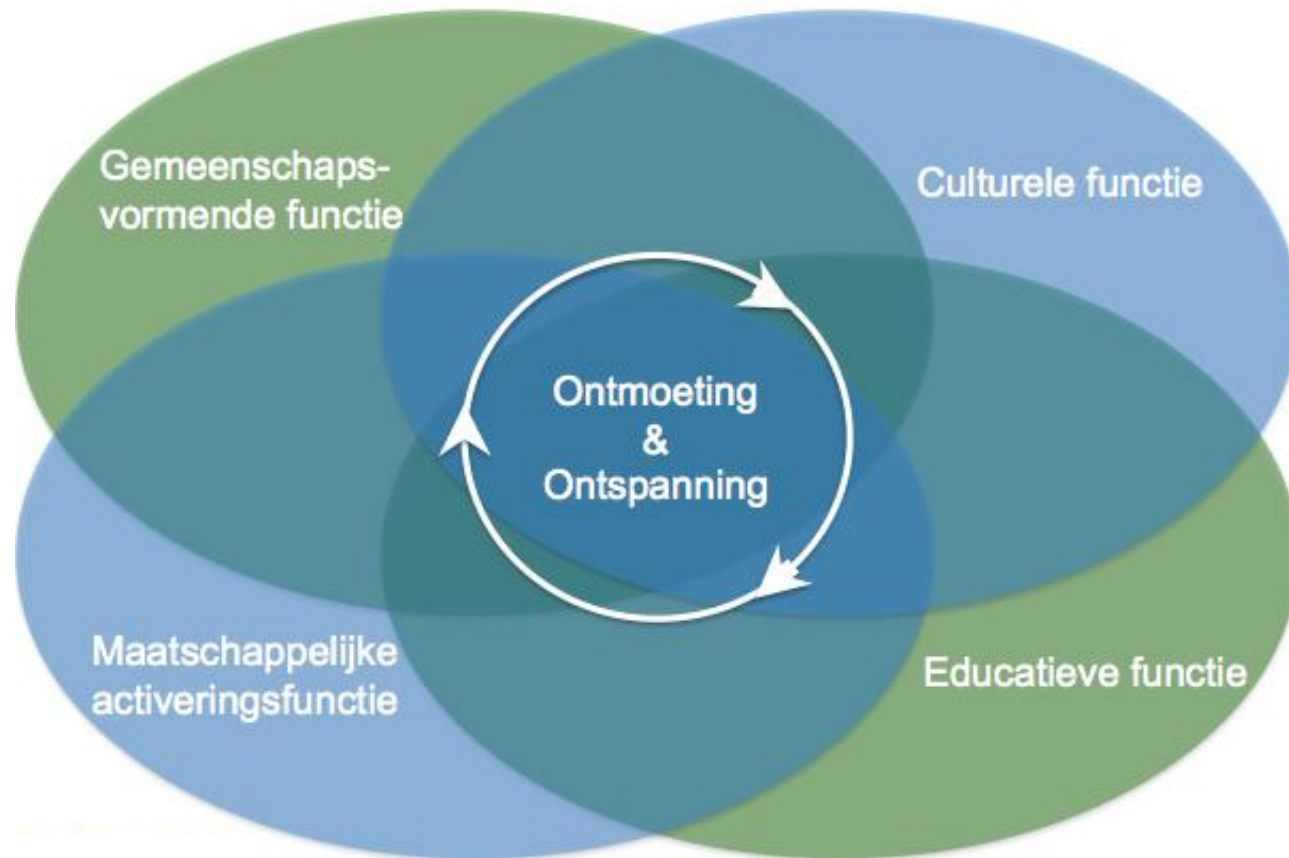 Gemeenschaps-
vormende functie
Culturele functie
Ontmoeting
&
Ontspanning
Maatschappelijke
activeringsfunctie
Educatieve functie